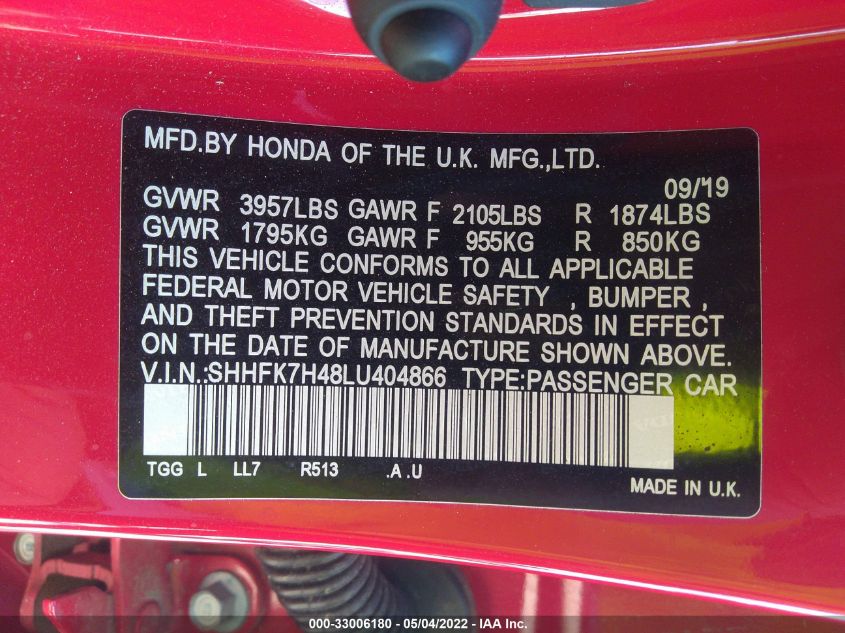 MFD.BY HONDA OF THE U.K. MFG.,LTD.
09/'19
GVWR 3957LBS GAWR F 2105LBS R 1874LBS
GVWR 1795KG GAWR F 955KG R 850KG
THIS VEHICLE CONFORMS TO ALL APPLICABLE
FEDERAL MOTOR VEHICLE SAFETY , BUMPER ,
AND THEFT PREVENTION STANDARDS IN EFFECT
ON THE DATE OF MANUFACTURE SHOWN ABOVE.
V.I.N.:SHHFK7H48LU404866 TYPE:PASSENGER CAR
TGG L LL7 R513 .A .U
MADE IN U.K.
000-33006180 - 05/04/2022 - IAA Inc.